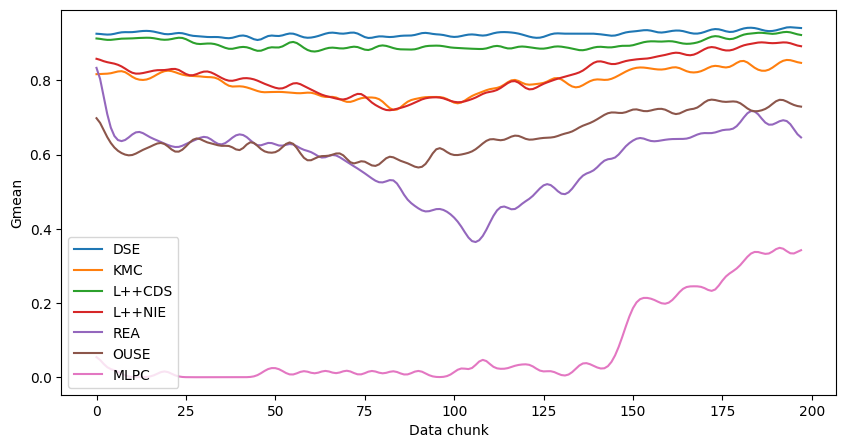 Gmean
0.8
0.6
0.4
0.2
0.0
DSE
KMC
L++CDS
L++NIE
REA
OUSE
MLPC
0 25 50 75 100 125 150 175 200
Data chunk